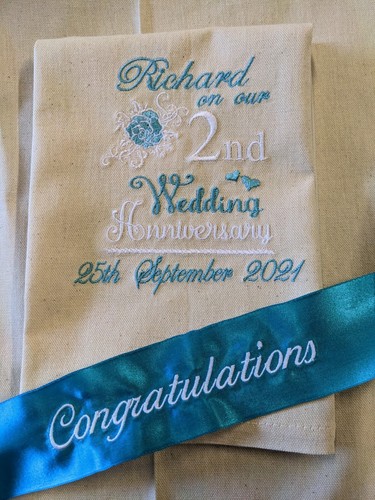 Richard
on our
2nd
Wedding
Anniversary
25th September 2021
Congratulations